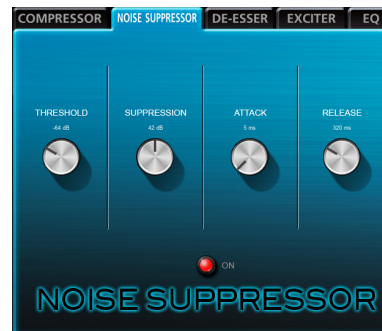 COMPRESSOR NOISE SUPPRESSOR DE-ESSER EXCITER EQ
THRESHOLD SUPPRESSION ATTACK RELEASE
-64 dB 42 dB 5 ms 320 ms
ON
NOISE SUPPRESSOR